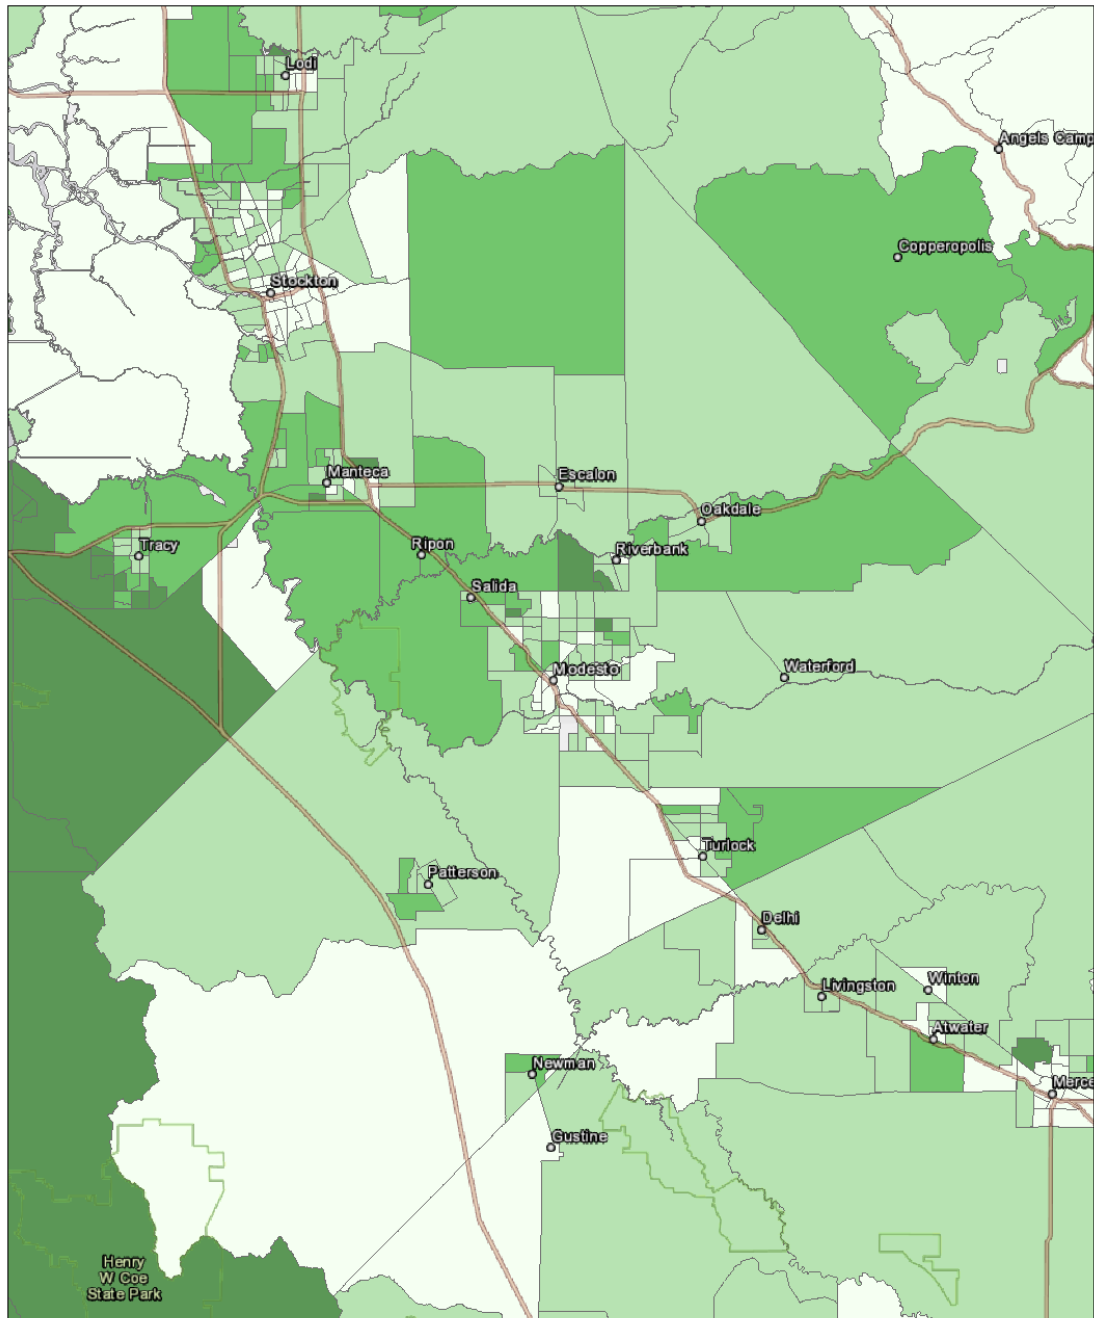 Lodi
Angels Camp
Copperopolis
Stockton
Manteca
Escalon
Oakdale
Tracy
Ripon
Riverbank
Salida
Modesto
Waterford
Turlock
Patterson
Delhi
Livingston
Winton
Atwater
Newman
Merce
Gustine
Henry
W Coe
State Park